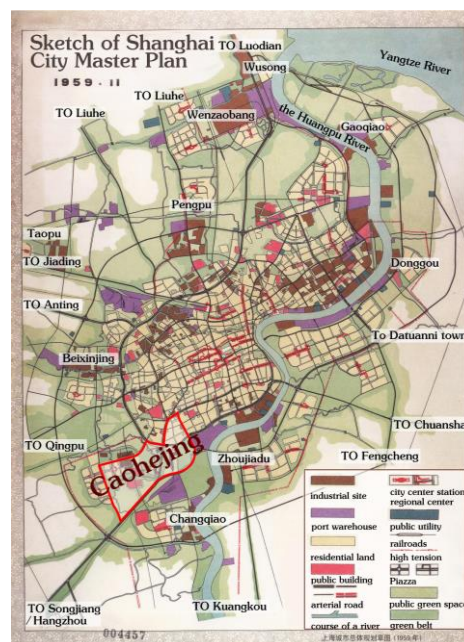 Sketch of Shanghai
City Master Plan
1959·11
TO Luodian
Wusong
Yangtze River
TO Liuhe
TO Liuhe
Wenzaobang
the Huangpu River
Gaoqiao
Pengpu
Taopu
TO Jiading
Donggou
TO Anting
To Datuanni town
Beixinjing
TO Chuansha
TO Qingpu
Caohejing
Zhoujiadu
TO Fengcheng
Changqiao
TO Songjiang
/Hangzhou
TO Kuangkou
industrial site
city center station
regional center
port warehouse
public utility
railroads
residential land
high tension
public building
Piazza
arterial road
public green space
course of a river
green belt
004457
上海城市总体规划草图(1959年)